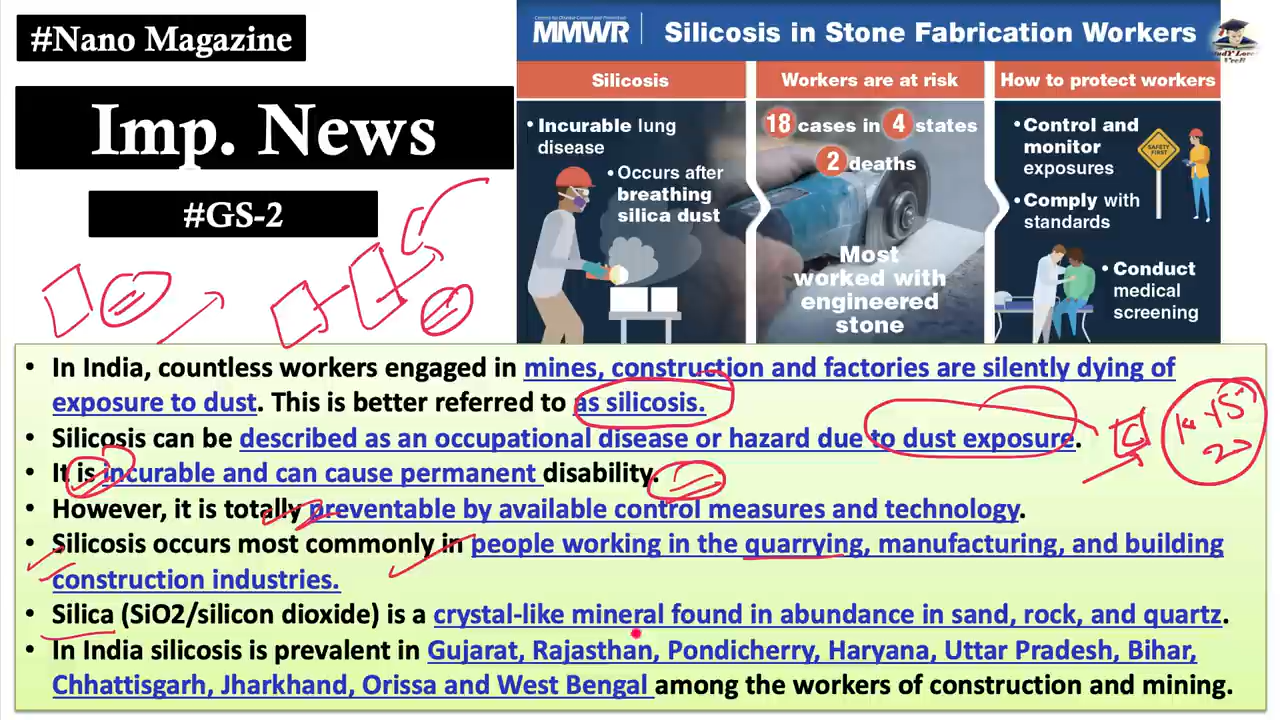 #Nano Magazine
Imp. News
#GS-2
Centers for Disease Control and Prevention
MMWR
Silicosis in Stone Fabrication Workers
Silicosis
• Incurable lung
disease
• Occurs after
breathing
silica dust
Workers are at risk
18 cases in 4 states
2 deaths
Most
worked with
engineered
stone
How to protect workers
• Control and
monitor
exposures
SAFETY
FIRST
• Comply with
standards
• Conduct
medical
screening
• In India, countless workers engaged in mines, construction and factories are silently dying of
exposure to dust. This is better referred to as silicosis.
• Silicosis can be described as an occupational disease or hazard due to dust exposure.
• It is incurable and can cause permanent disability.
• However, it is totally preventable by available control measures and technology.
• Silicosis occurs most commonly in people working in the quarrying, manufacturing, and building
construction industries.
• Silica (SiO2/silicon dioxide) is a crystal-like mineral found in abundance in sand, rock, and quartz.
• In India silicosis is prevalent in Gujarat, Rajasthan, Pondicherry, Haryana, Uttar Pradesh, Bihar,
Chhattisgarh, Jharkhand, Orissa and West Bengal among the workers of construction and mining.